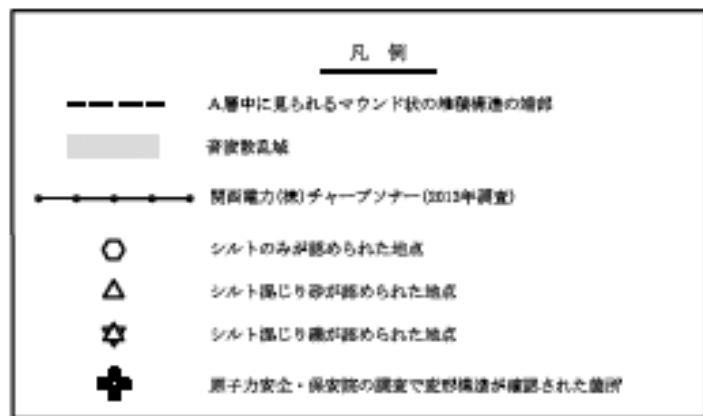 凡 例
A層中に見られるマウンド状の堆積構造の端部
音波散乱域
関西電力(株)チャープソナー(2013年調査)
シルトのみが認められた地点
シルト混じり砂が認められた地点
シルト混じり礫が認められた地点
原子力安全・保安院の調査で変形構造が確認された箇所